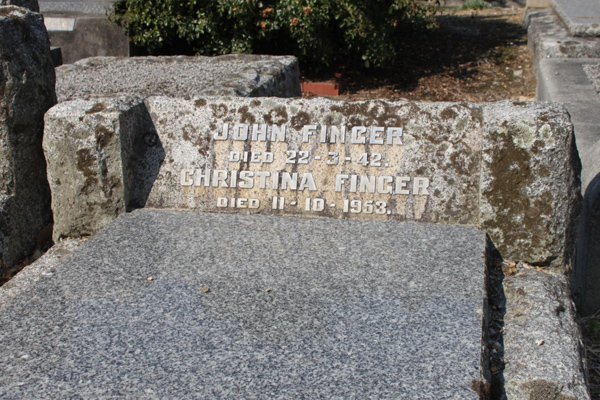 JOHN FINGER
DIED 22-3-42.
CHRISTINA FINGER
DIED 11·10·1953.